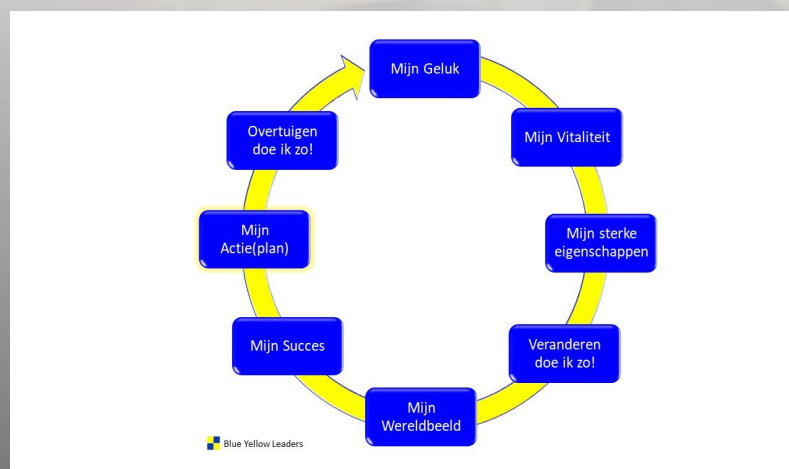 Mijn Geluk
Mijn Vitaliteit
Mijn sterke
eigenschappen
Veranderen
doe ik zo!
Mijn
Wereldbeeld
Mijn Succes
Mijn
Actie(plan)
Overtuigen
doe ik zo!
Blue Yellow Leaders